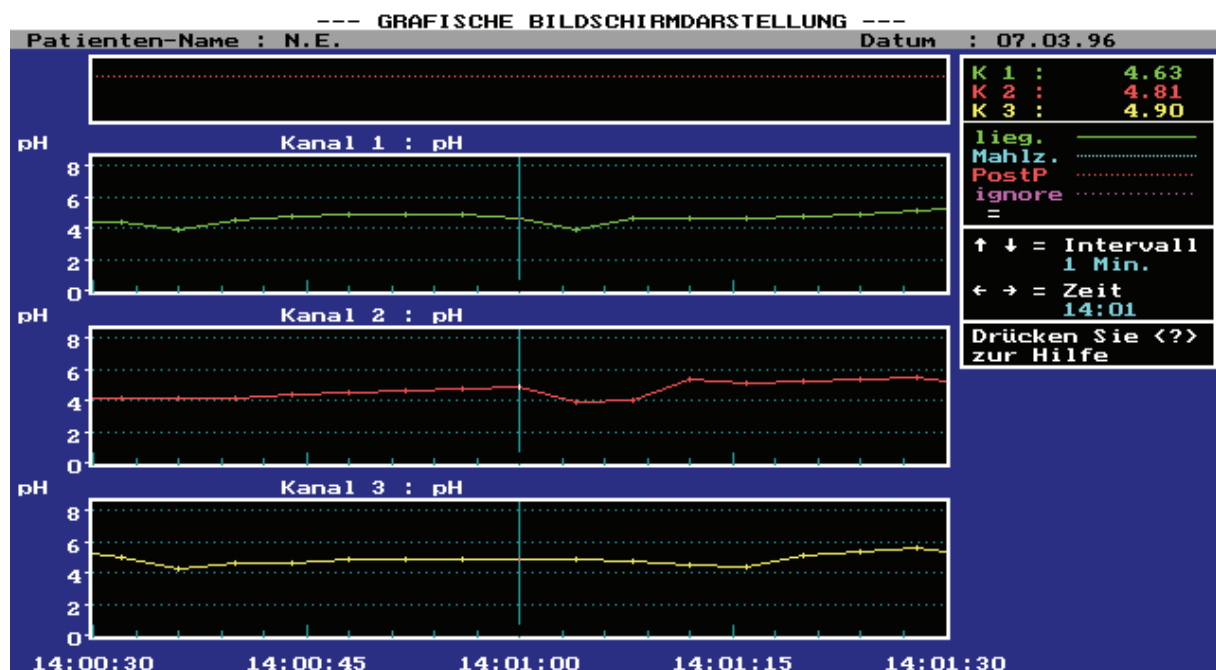 --- GRAFISCHE BILDSCHIRMDARSTELLUNG ---
Patienten-Name : N.E. Datum : 07.03.96
K 1 : 4.63
K 2 : 4.81
K 3 : 4.90
lieg.
Mahlz.
PostP
ignore
=
↑ ↓ = Intervall
1 Min.
← → = Zeit
14:01
Drücken Sie <?>
zur Hilfe
pH Kanal 1 : pH
8
6
4
2
0
pH Kanal 2 : pH
8
6
4
2
0
pH Kanal 3 : pH
8
6
4
2
0
14:00:30 14:00:45 14:01:00 14:01:15 14:01:30